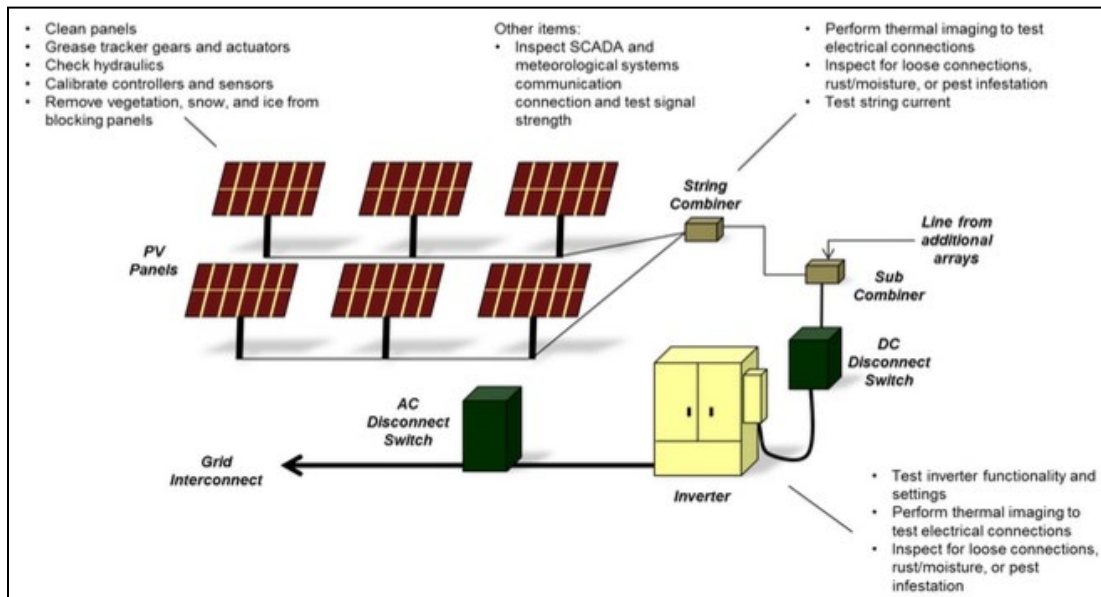 • Clean panels
• Grease tracker gears and actuators
• Check hydraulics
• Calibrate controllers and sensors
• Remove vegetation, snow, and ice from
blocking panels
Other items:
• Inspect SCADA and
meteorological systems
communication
connection and test signal
strength
• Perform thermal imaging to test
electrical connections
• Inspect for loose connections,
rust/moisture, or pest infestation
• Test string current
String
Combiner
Line from
additional
arrays
PV
Panels
Sub
Combiner
DC
Disconnect
Switch
AC
Disconnect
Switch
Grid
Interconnect
Inverter
• Test inverter functionality and
settings
• Perform thermal imaging to
test electrical connections
• Inspect for loose connections,
rust/moisture, or pest
infestation